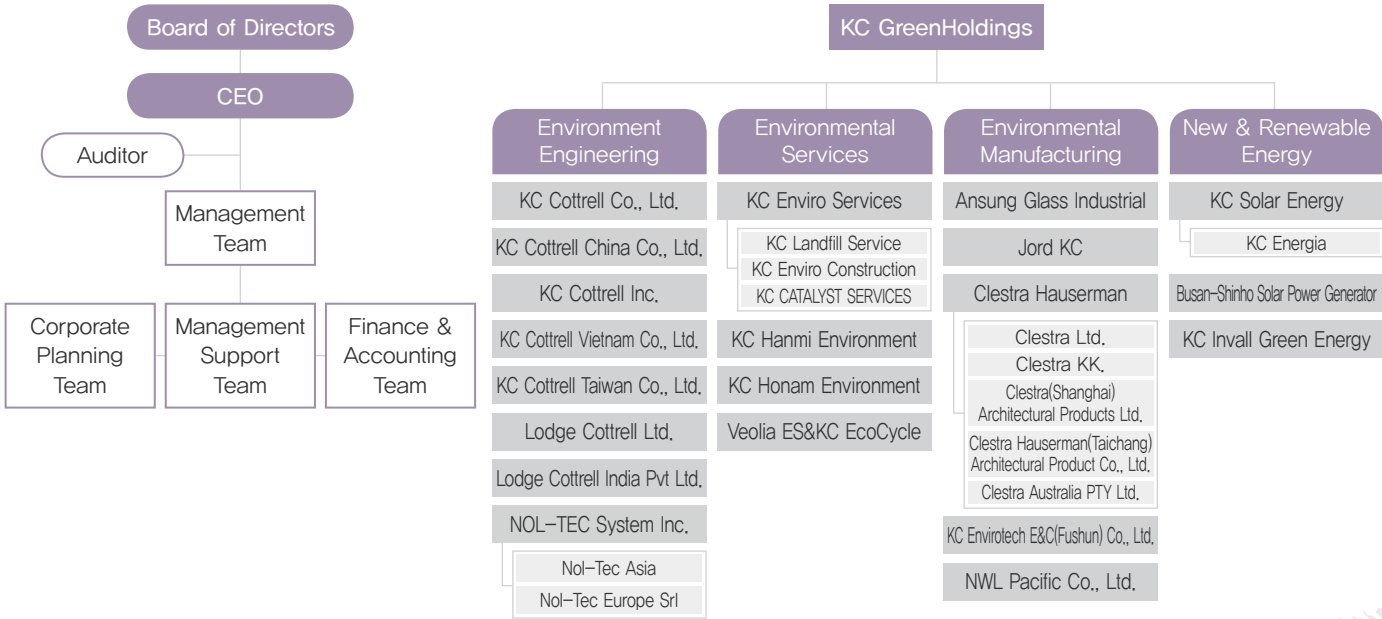 Board of Directors
CEO
Auditor
Management
Team
Corporate
Planning
Team
Management
Support
Team
Finance &
Accounting
Team
KC GreenHoldings
Environment
Engineering
KC Cottrell Co., Ltd.
KC Cottrell China Co., Ltd.
KC Cottrell Inc.
KC Cottrell Vietnam Co., Ltd.
KC Cottrell Taiwan Co., Ltd.
Lodge Cottrell Ltd.
Lodge Cottrell India Pvt Ltd.
NOL-TEC System Inc.
Nol-Tec Asia
Nol-Tec Europe Srl
Environmental
Services
KC Enviro Services
KC Landfill Service
KC Enviro Construction
KC CATALYST SERVICES
KC Hanmi Environment
KC Honam Environment
Veolia ES&KC EcoCycle
Environmental
Manufacturing
Ansung Glass Industrial
Jord KC
Clestra Hauserman
Clestra Ltd.
Clestra KK.
Clestra(Shanghai)
Architectural Products Ltd.
Clestra Hauserman(Taichang)
Architectural Product Co., Ltd.
Clestra Australia PTY Ltd.
KC Envirotech E&C(Fushun) Co., Ltd.
NWL Pacific Co., Ltd.
New & Renewable
Energy
KC Solar Energy
KC Energia
Busan-Shinho Solar Power Generator
KC Invall Green Energy